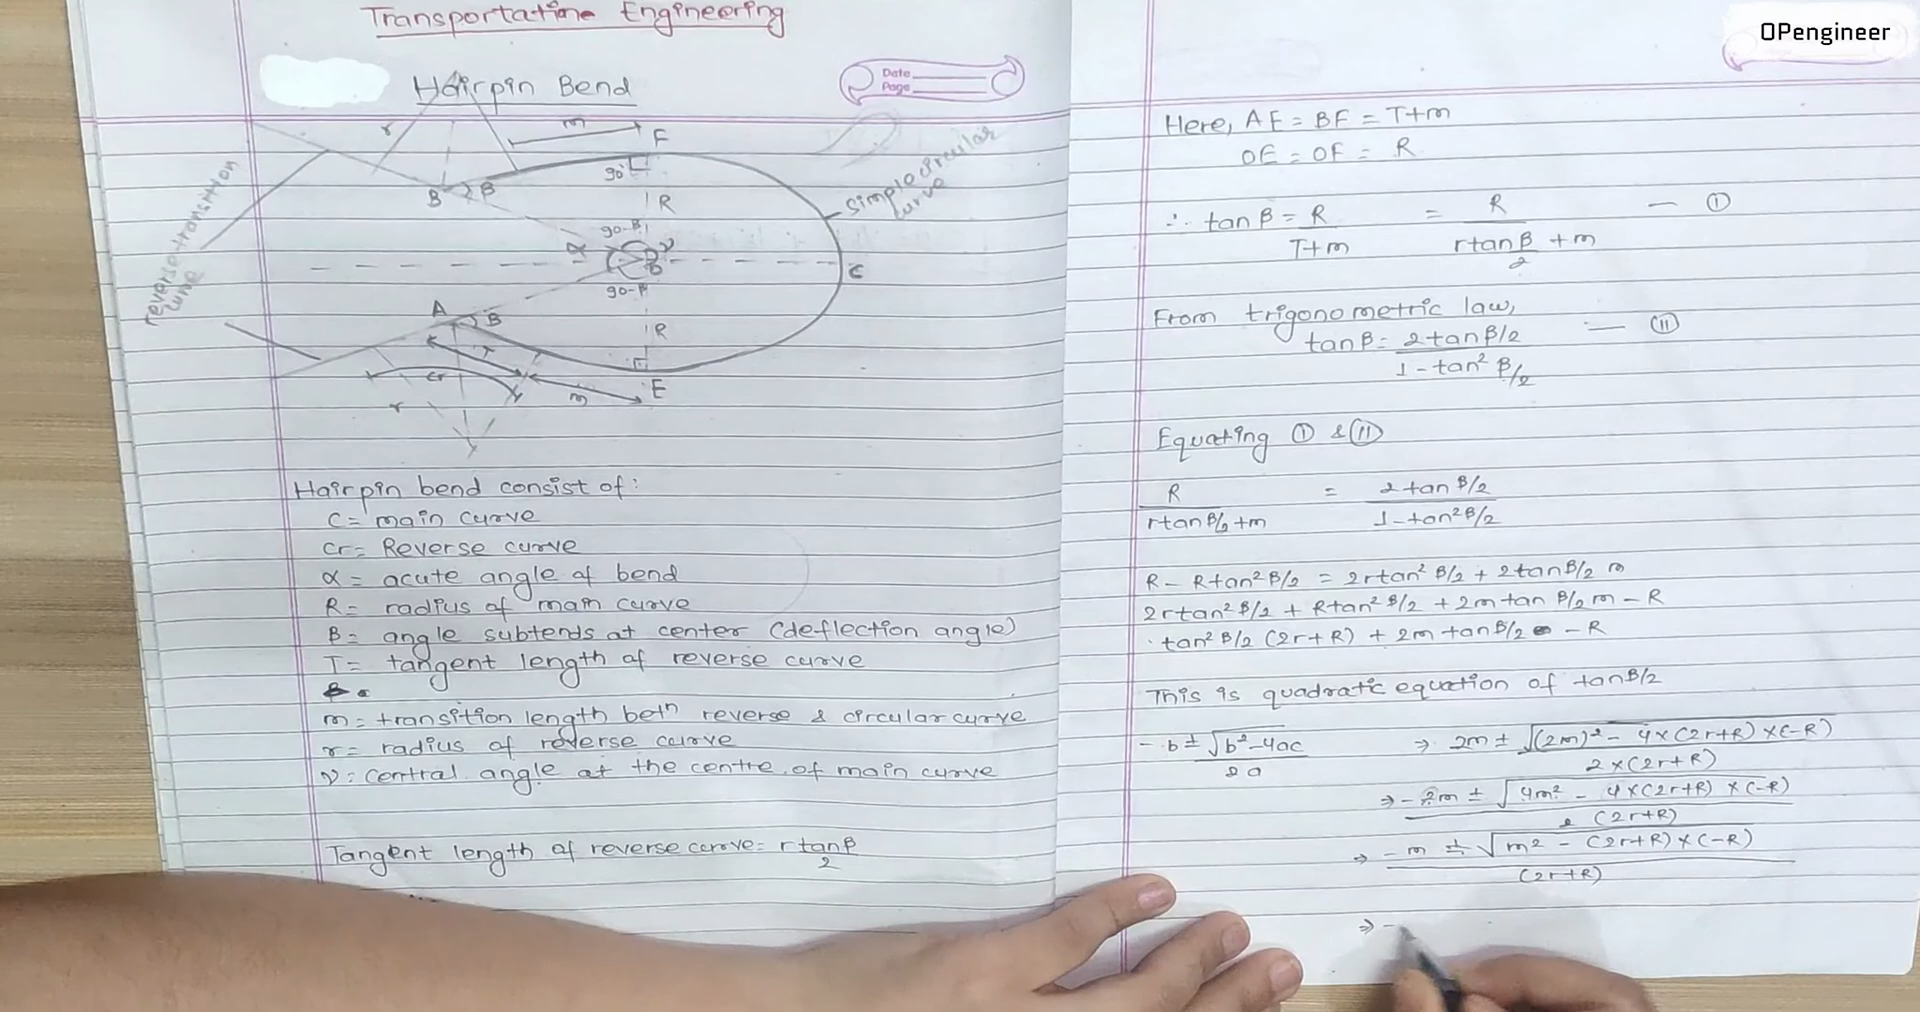 Transportation Engineering
OPengineer
Hairpin Bend
Date
Page
r
m
F
90°
B
β
R
Simple circular
curve
reverse transition
curve
90-β
α
γ
O
C
90-β
A
β
R
T
cr
m
E
r
Hairpin bend consist of:
C = main curve
Cr = Reverse curve
α = acute angle of bend
R = radius of main curve
β = angle subtends at center (deflection angle)
T = tangent length of reverse curve
m = transition length betⁿ reverse & circular curve
r = radius of reverse curve
γ = central angle at the centre of main curve
Tangent length of reverse curve = r tan β/2
Here, AE = BF = T+m
OE = OF = R
∴ tan β = R/(T+m) = R/(r tan β/2 + m) — ①
From trigonometric law,
tan β = 2 tan β/2 / (1 - tan² β/2) — ⑪
Equating ① & ⑪
R/(r tan β/2 + m) = 2 tan β/2 / (1 - tan² β/2)
R - R tan² β/2 = 2r tan² β/2 + 2 tan β/2 m
2r tan² β/2 + R tan² β/2 + 2m tan β/2 m - R
tan² β/2 (2r+R) + 2m tan β/2 - R
This is quadratic equation of tan β/2
- b ± √(b² - 4ac) / 2a ⇒ 2m ± √((2m)² - 4×(2r+R)×(-R)) / 2×(2r+R)
⇒ -2m ± √(4m² - 4×(2r+R)×(-R)) / 2(2r+R)
⇒ -m ± √(m² - (2r+R)×(-R)) / (2r+R)
⇒ -